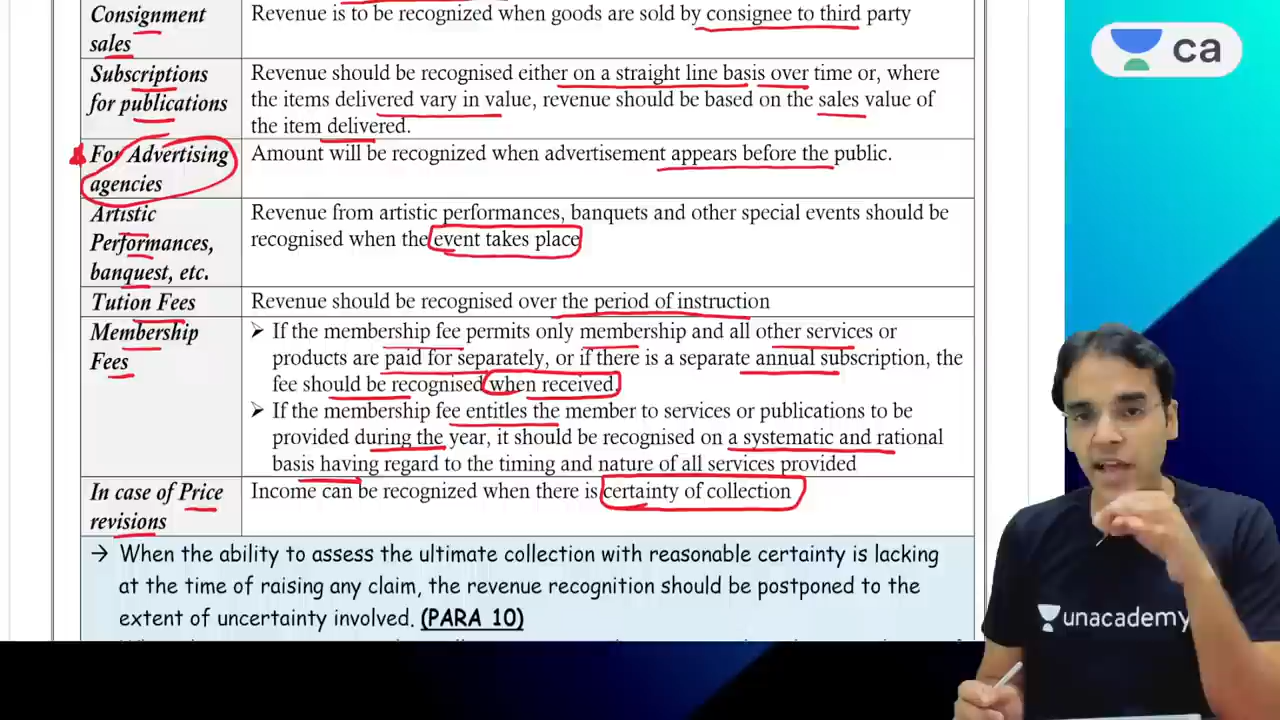 Consignment
sales
Revenue is to be recognized when goods are sold by consignee to third party
Subscriptions
for publications
Revenue should be recognised either on a straight line basis over time or, where
the items delivered vary in value, revenue should be based on the sales value of
the item delivered.
For Advertising
agencies
Amount will be recognized when advertisement appears before the public.
Artistic
Performances,
banquest, etc.
Revenue from artistic performances, banquets and other special events should be
recognised when the event takes place
Tution Fees
Revenue should be recognised over the period of instruction
Membership
Fees
➢ If the membership fee permits only membership and all other services or
products are paid for separately, or if there is a separate annual subscription, the
fee should be recognised when received.
➢ If the membership fee entitles the member to services or publications to be
provided during the year, it should be recognised on a systematic and rational
basis having regard to the timing and nature of all services provided
In case of Price
revisions
Income can be recognized when there is certainty of collection
→ When the ability to assess the ultimate collection with reasonable certainty is lacking
at the time of raising any claim, the revenue recognition should be postponed to the
extent of uncertainty involved. (PARA 10)
ca
unacademy